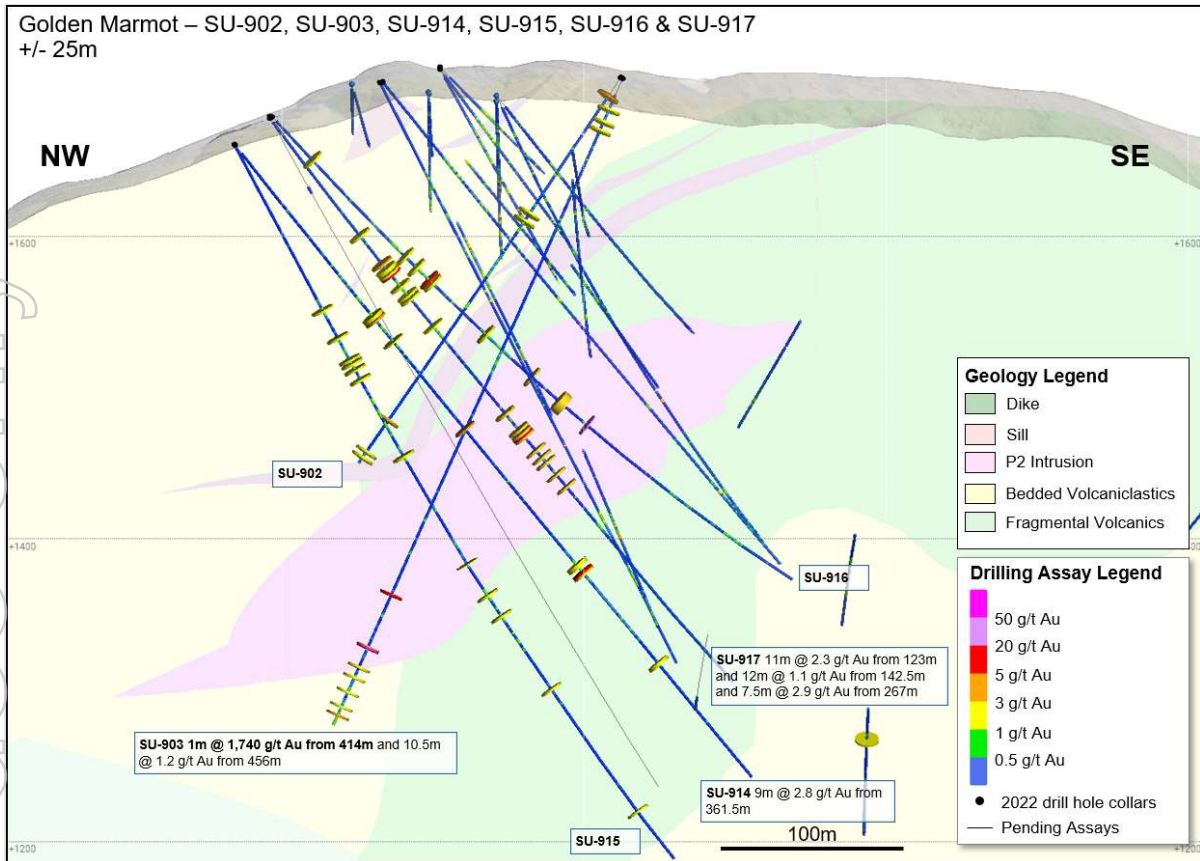 Golden Marmot – SU-902, SU-903, SU-914, SU-915, SU-916 & SU-917
+/- 25m
NW
SE
+1600
+1600
Geology Legend
Dike
Sill
P2 Intrusion
Bedded Volcaniclastics
Fragmental Volcanics
SU-902
+1400
Drilling Assay Legend
50 g/t Au
20 g/t Au
5 g/t Au
3 g/t Au
1 g/t Au
0.5 g/t Au
2022 drill hole collars
Pending Assays
SU-916
SU-917 11m @ 2.3 g/t Au from 123m
and 12m @ 1.1 g/t Au from 142.5m
and 7.5m @ 2.9 g/t Au from 267m
SU-903 1m @ 1,740 g/t Au from 414m and 10.5m
@ 1.2 g/t Au from 456m
SU-914 9m @ 2.8 g/t Au from
361.5m
SU-915
100m
+1200